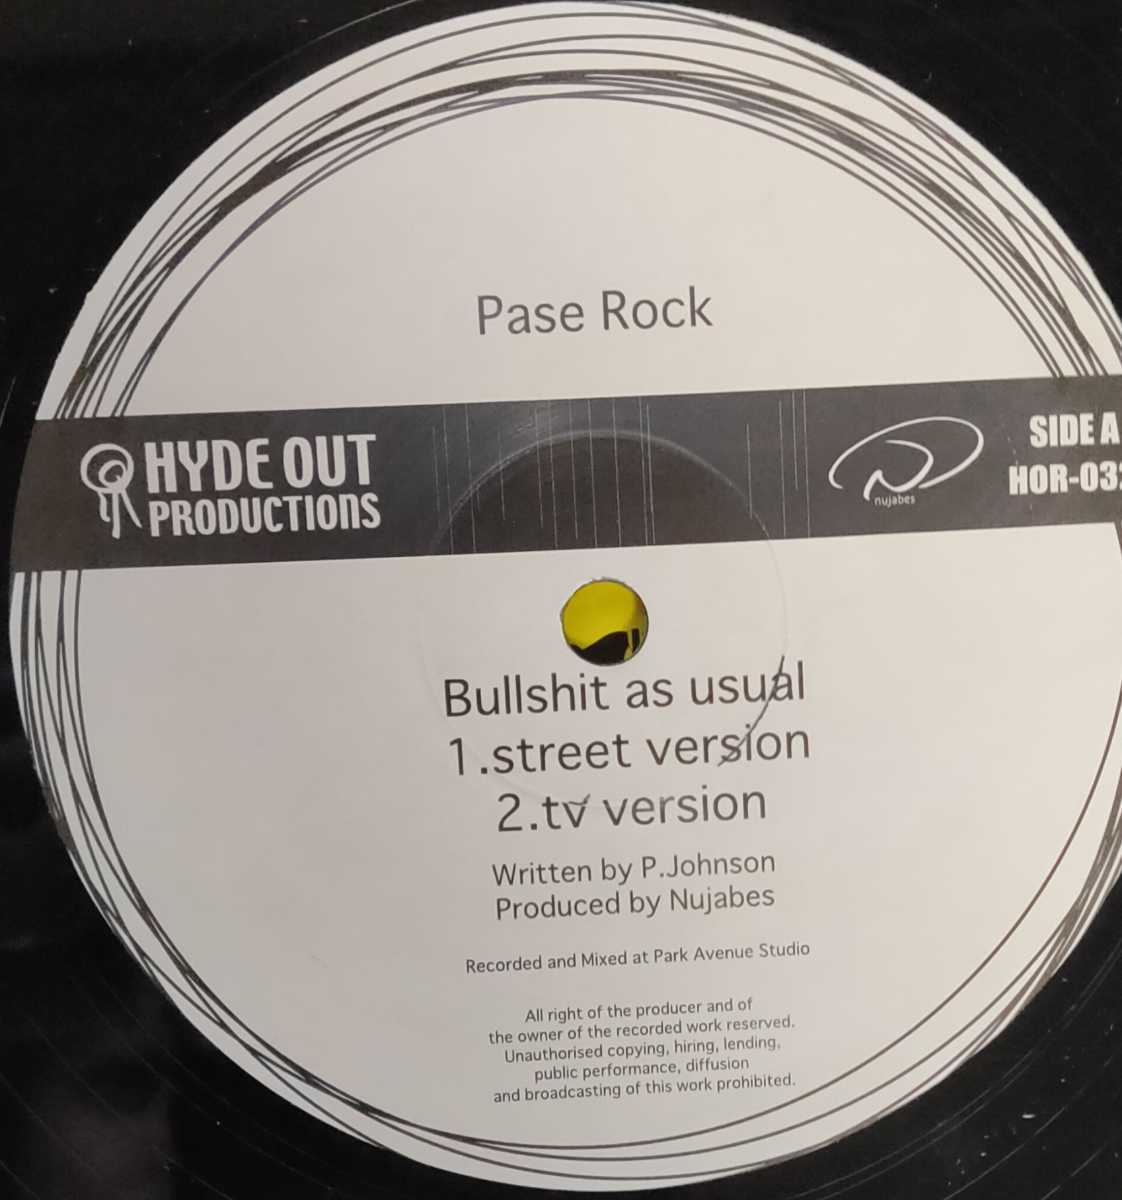 Pase Rock
HYDE OUT
PRODUCTIONS
nujabes
SIDE A
Bullshit as usual
1.street version
2.tv version
Written by P.Johnson
Produced by Nujabes
Recorded and Mixed at Park Avenue Studio
All right of the producer and of
the owner of the recorded work reserved.
Unauthorised copying, hiring, lending,
public performance, diffusion
and broadcasting of this work prohibited.